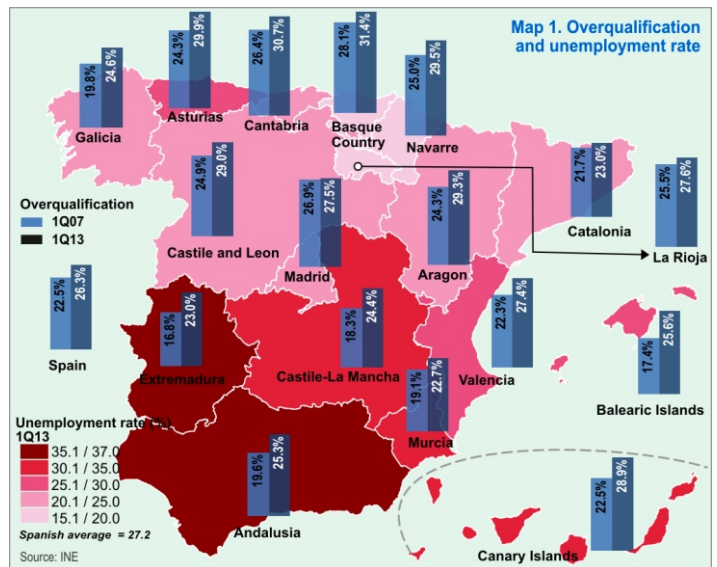 Map 1. Overqualification
and unemployment rate
19.8%
24.6%
Galicia
24.3%
29.9%
Asturias
26.4%
30.7%
Cantabria
28.1%
31.4%
Basque
Country
25.0%
29.5%
Navarre
24.9%
29.0%
Castile and Leon
26.9%
27.5%
Madrid
24.3%
29.3%
Aragon
21.7%
23.0%
Catalonia
25.5%
27.6%
La Rioja
Overqualification
1Q07
1Q13
22.5%
26.3%
Spain
16.8%
23.0%
Extremadura
18.3%
24.4%
Castile-La Mancha
22.3%
27.4%
Valencia
17.4%
25.6%
Balearic Islands
19.1%
22.7%
Murcia
19.6%
25.3%
Andalusia
22.5%
28.9%
Canary Islands
Unemployment rate (%)
1Q13
35.1 / 37.0
30.1 / 35.0
25.1 / 30.0
20.1 / 25.0
15.1 / 20.0
Spanish average = 27.2
Source: INE